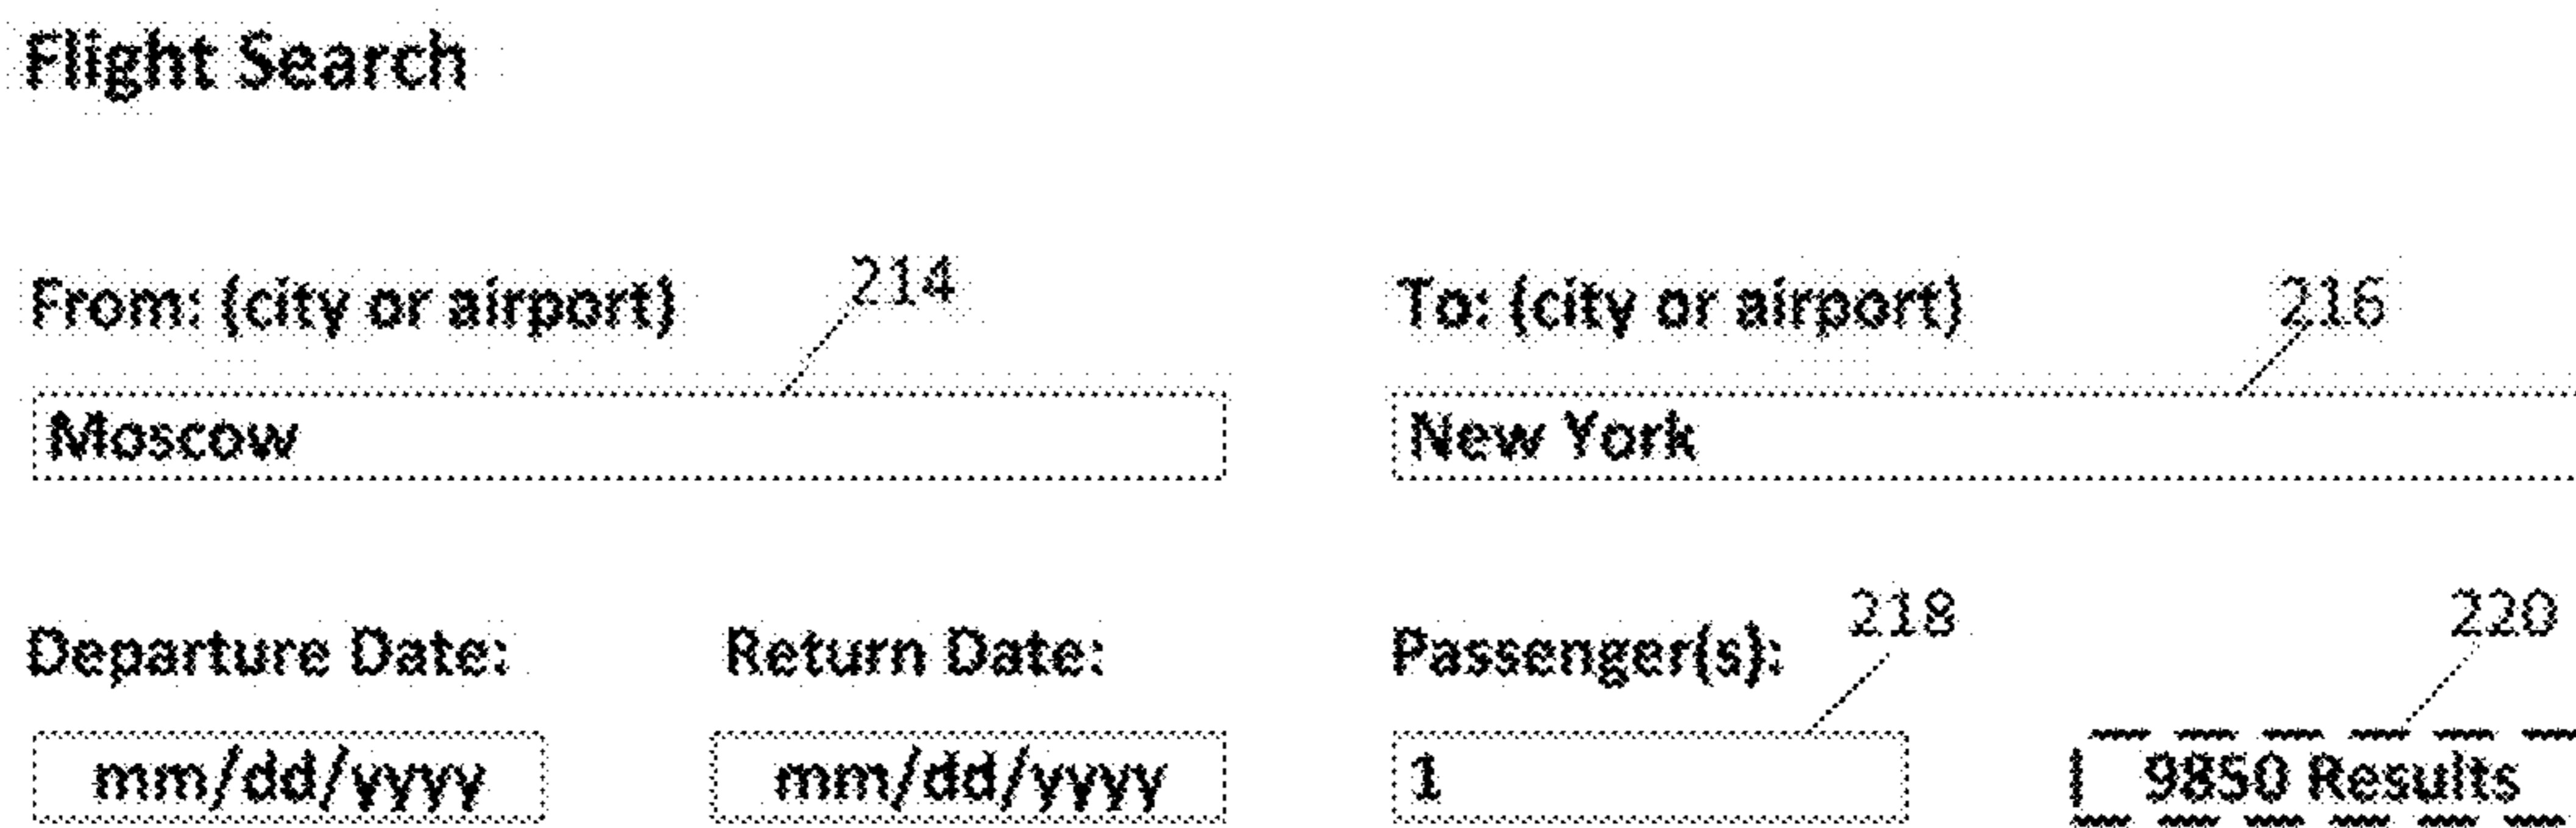 Flight Search
From: (city or airport) 214 To: (city or airport) 216
Moscow New York
Departure Date: Return Date: Passenger(s): 218 220
mm/dd/yyyy mm/dd/yyyy 1 9850 Results